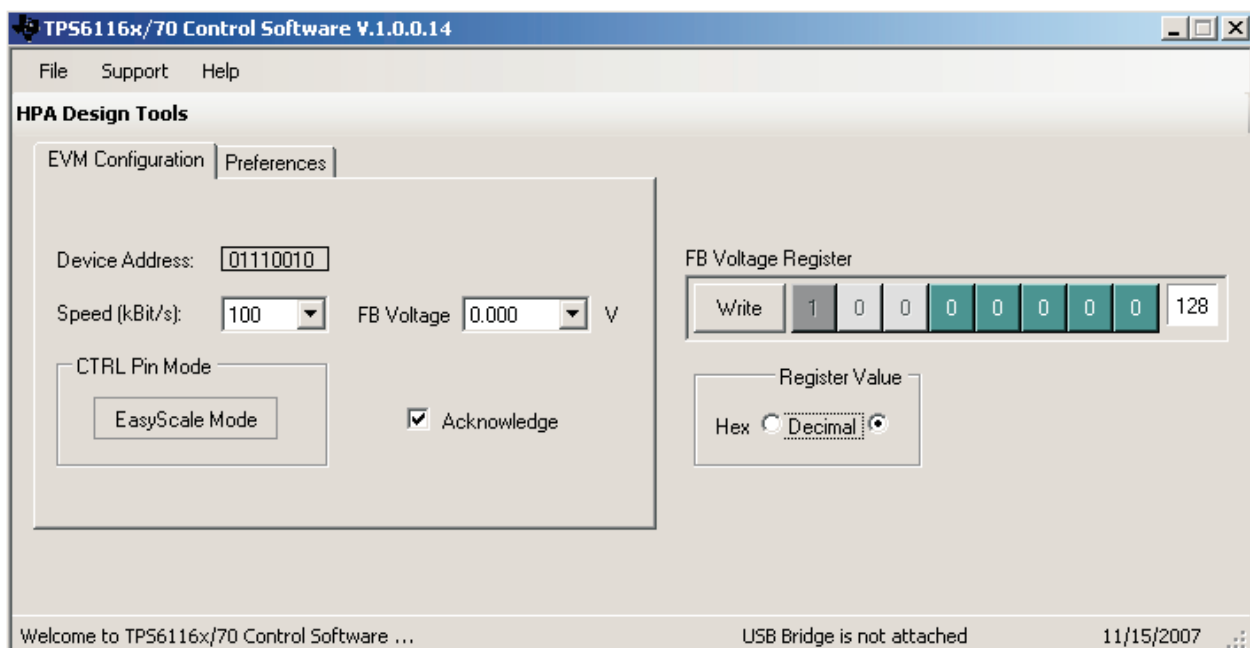 TPS6116x/70 Control Software V.1.0.0.14
File Support Help
HPA Design Tools
EVM Configuration Preferences
Device Address: 01110010
Speed (kBit/s): 100 FB Voltage 0.000 V
CTRL Pin Mode
EasyScale Mode
Acknowledge
FB Voltage Register
Write 1 0 0 0 0 0 0 0 128
Register Value
Hex Decimal
Welcome to TPS6116x/70 Control Software ... USB Bridge is not attached 11/15/2007